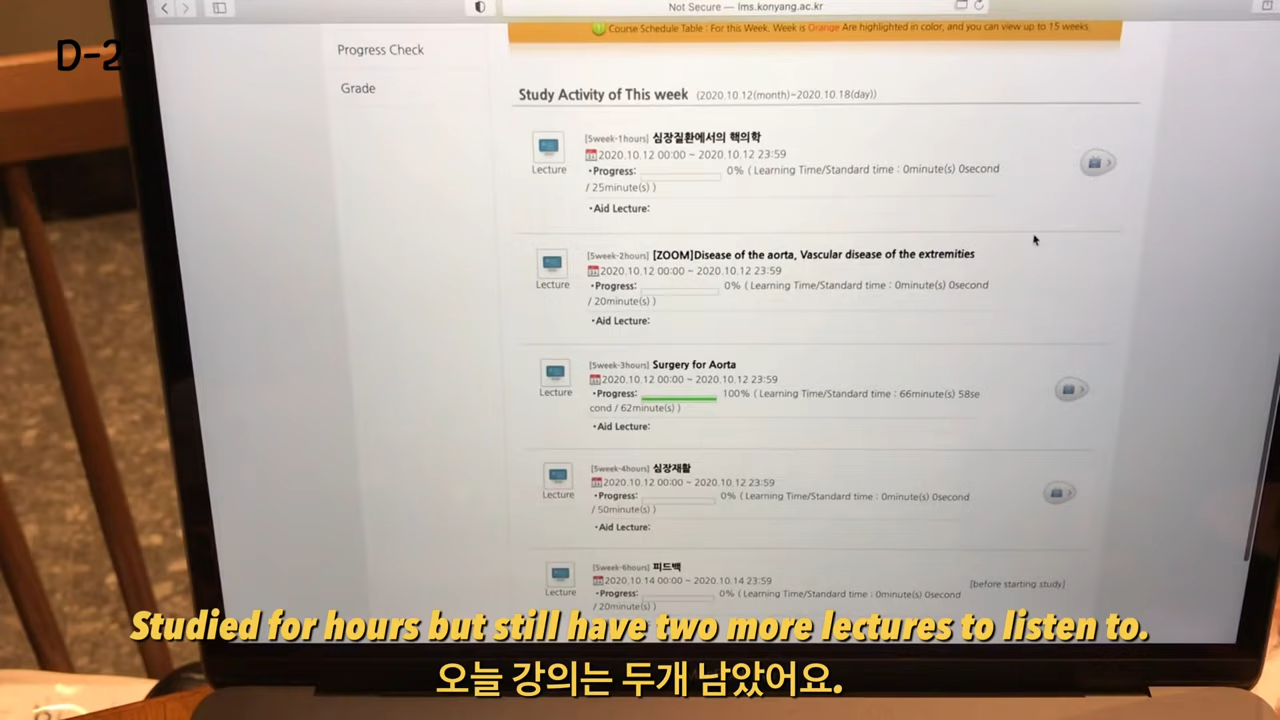 Not Secure — lms.konyang.ac.kr
D-2
Course Schedule Table : For this Week. Week is Orange Are highlighted in color, and you can view up to 15 weeks.
Progress Check
Grade
Study Activity of This week (2020.10.12(month)~2020.10.18(day))
[5week-1hours] 심장질환에서의 핵의학
2020.10.12 00:00 ~ 2020.10.12 23:59
Lecture
•Progress: 0% ( Learning Time/Standard time : 0minute(s) 0second
/ 25minute(s) )
•Aid Lecture:
[5week-2hours] [ZOOM]Disease of the aorta, Vascular disease of the extremities
2020.10.12 00:00 ~ 2020.10.12 23:59
Lecture
•Progress: 0% ( Learning Time/Standard time : 0minute(s) 0second
/ 20minute(s) )
•Aid Lecture:
[5week-3hours] Surgery for Aorta
2020.10.12 00:00 ~ 2020.10.12 23:59
Lecture
•Progress: 100% ( Learning Time/Standard time : 66minute(s) 58se
cond / 62minute(s) )
•Aid Lecture:
[5week-4hours] 심장재활
2020.10.12 00:00 ~ 2020.10.12 23:59
Lecture
•Progress: 0% ( Learning Time/Standard time : 0minute(s) 0second
/ 50minute(s) )
•Aid Lecture:
[5week-6hours] 피드백
2020.10.14 00:00 ~ 2020.10.14 23:59
[before starting study]
Lecture
•Progress: 0% ( Learning Time/Standard time : 0minute(s) 0second
/ 20minute(s) )
Studied for hours but still have two more lectures to listen to.
오늘 강의는 두개 남았어요.